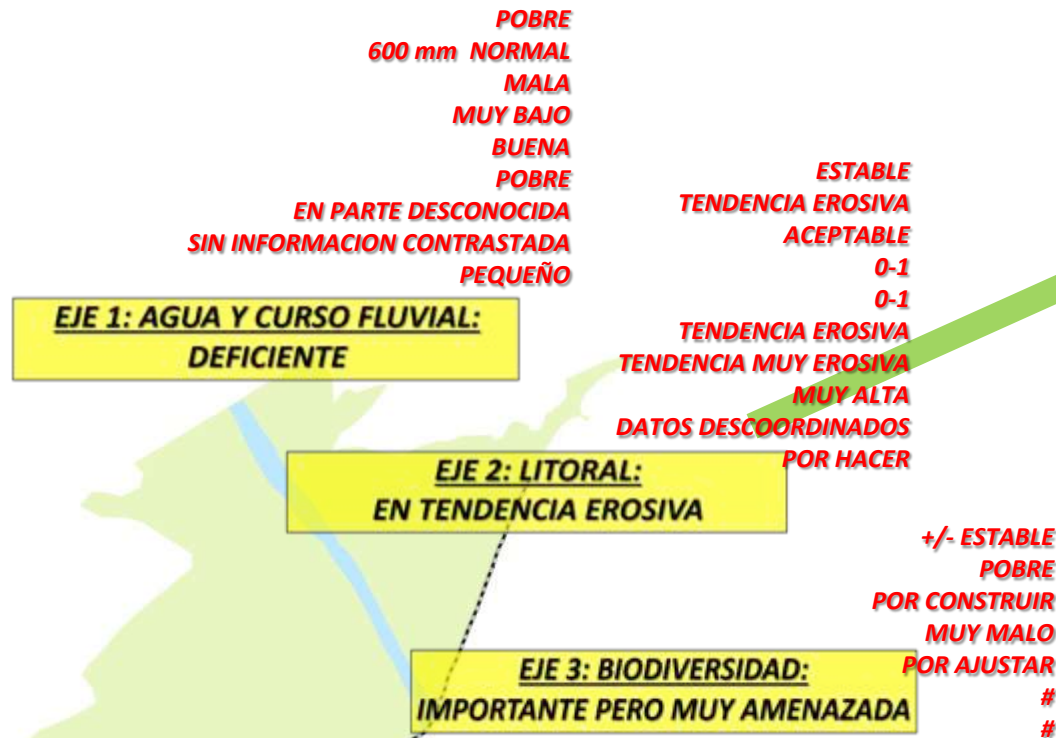 POBRE
600 mm NORMAL
MALA
MUY BAJO
BUENA
POBRE
EN PARTE DESCONOCIDA
SIN INFORMACION CONTRASTADA
PEQUEÑO
EJE 1: AGUA Y CURSO FLUVIAL:
DEFICIENTE
ESTABLE
TENDENCIA EROSIVA
ACEPTABLE
0-1
0-1
TENDENCIA EROSIVA
TENDENCIA MUY EROSIVA
MUY ALTA
DATOS DESCOORDINADOS
POR HACER
EJE 2: LITORAL:
EN TENDENCIA EROSIVA
+/- ESTABLE
POBRE
POR CONSTRUIR
MUY MALO
POR AJUSTAR
#
#
EJE 3: BIODIVERSIDAD:
IMPORTANTE PERO MUY AMENAZADA